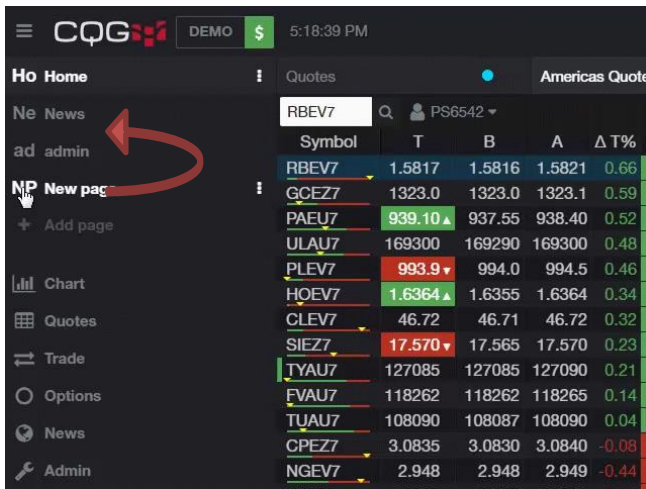 CQG DEMO $ 5:18:39 PM
Ho Home Quotes Americas Quote
Ne News RBEV7 PS6542
ad admin Symbol T B A Δ T%
RBEV7 1.5817 1.5816 1.5821 0.66
NP New page GCEZ7 1323.0 1323.0 1323.1 0.59
+ Add page PAEU7 939.10▲ 937.55 938.40 0.52
ULAU7 169300 169290 169300 0.48
Chart PLEV7 993.9▼ 994.0 994.5 0.46
HOEV7 1.6364▲ 1.6355 1.6364 0.34
Quotes CLEV7 46.72 46.71 46.72 0.32
Trade SIEZ7 17.570▼ 17.565 17.570 0.23
TYAU7 127085 127085 127090 0.21
Options FVAU7 118262 118262 118265 0.14
News TUAU7 108090 108087 108090 0.04
CPEZ7 3.0835 3.0830 3.0840 -0.08
Admin NGEV7 2.948 2.948 2.949 -0.44